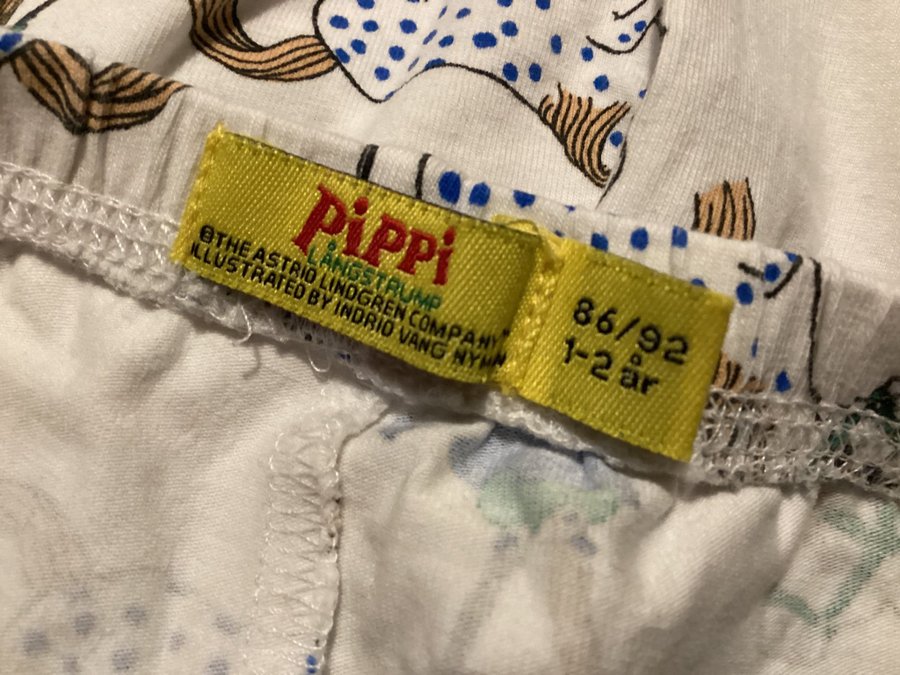 Pippi
LÅNGSTRUMP
©THE ASTRID LINDGREN COMPANY
ILLUSTRATED BY INGRID VANG NYMAN
86/92
1-2 år